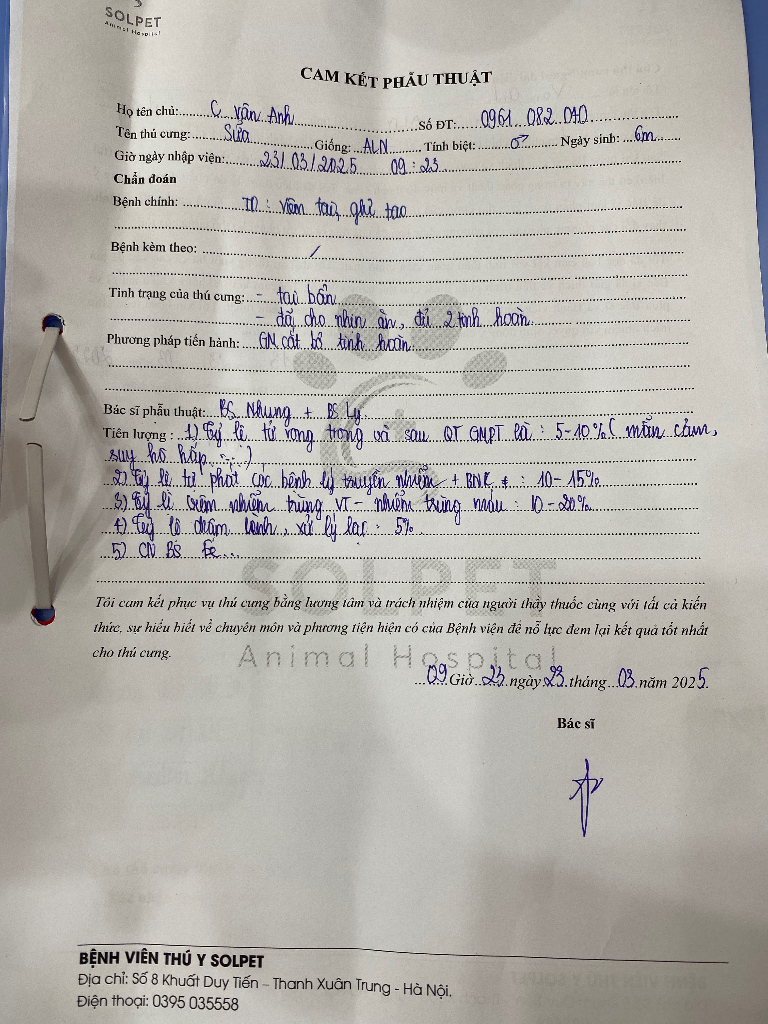 SOLPET
Animal Hospital
CAM KẾT PHẪU THUẬT
Họ tên chủ: C Vân Anh Số ĐT: 0961 082 040
Tên thú cưng: Sữa Giống: ALN Tính biệt: ♂ Ngày sinh: 6m
Giờ ngày nhập viện: 23/03/2025 09:23
Chẩn đoán
Bệnh chính: TD: viêm tai, ghẻ tai
Bệnh kèm theo: /
Tình trạng của thú cưng: - tai bẩn
- đã cho nhịn ăn, đủ 2 tinh hoàn
Phương pháp tiến hành: GM cắt bỏ tinh hoàn
Bác sĩ phẫu thuật: BS Nhung + BS Ly
Tiên lượng: 1) Tỷ lệ tử vong trong và sau QT GMPT là: 5-10% (mẫn cảm,
suy hô hấp, ...)
2) Tỷ lệ tự phát các bệnh lý truyền nhiễm + : 10-15%
3) Tỷ lệ viêm nhiễm trùng VT - nhiễm trùng máu: 10-20%
4) Tỷ lệ chậm lành, xử lý lại: 5%
5) CN BS
SOLPET
Tôi cam kết phục vụ thú cưng bằng lương tâm và trách nhiệm của người thầy thuốc cùng với tất cả kiến
thức, sự hiểu biết về chuyên môn và phương tiện hiện có của Bệnh viện để nỗ lực đem lại kết quả tốt nhất
cho thú cưng.
Animal Hospital
09 Giờ 23 ngày 23 tháng 03 năm 2025.
Bác sĩ
BỆNH VIÊN THÚ Y SOLPET
Địa chỉ: Số 8 Khuất Duy Tiến – Thanh Xuân Trung - Hà Nội.
Điện thoại: 0395 035558